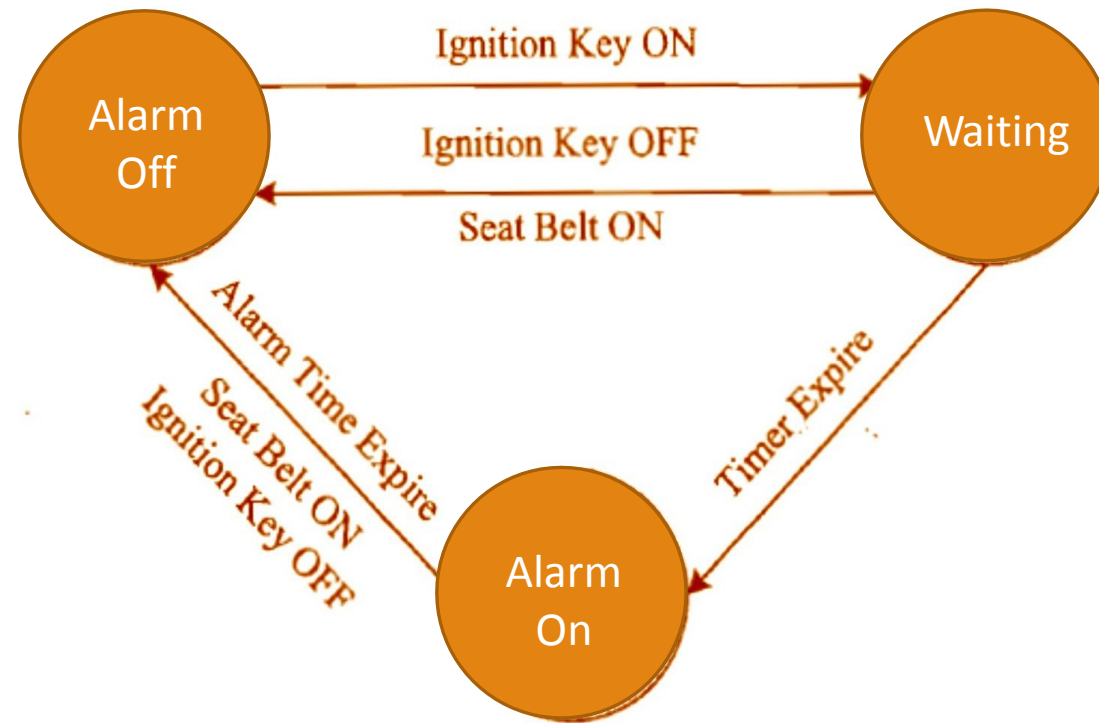 Ignition Key ON
Alarm
Off
Waiting
Ignition Key OFF
Seat Belt ON
Alarm Time Expire
Seat Belt ON
Ignition Key OFF
Timer Expire
Alarm
On